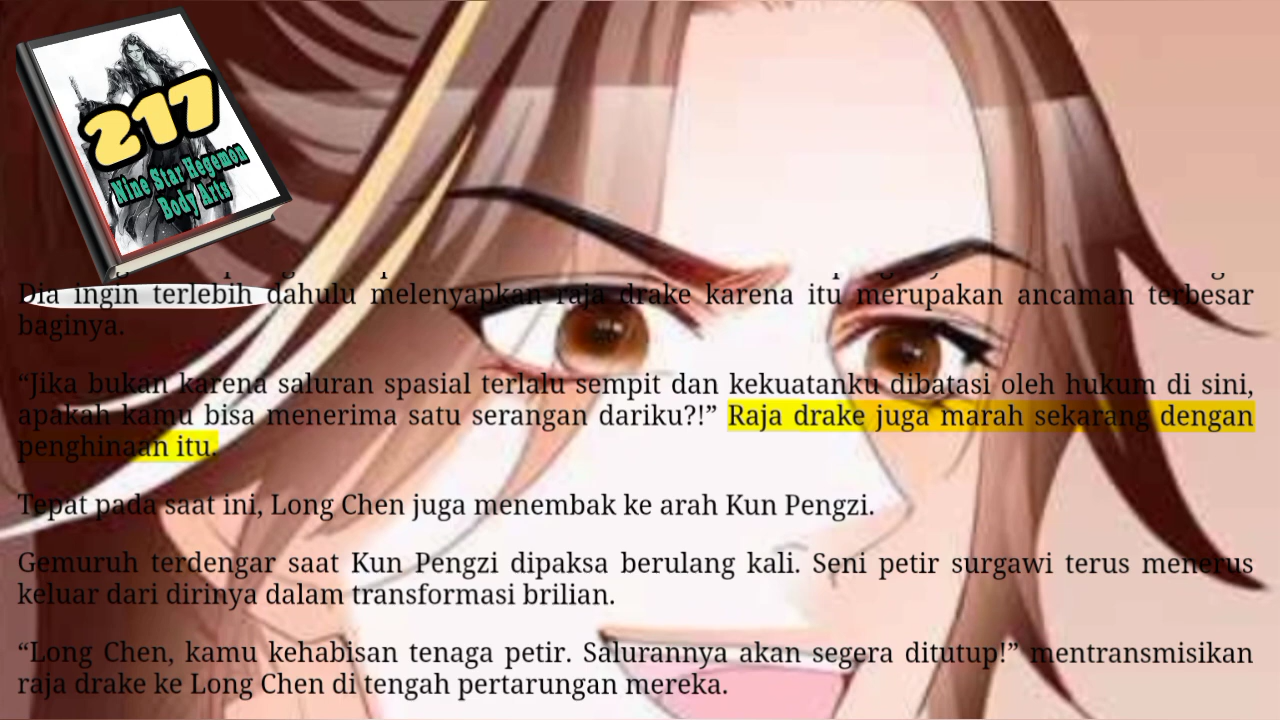 217
Nine Star Hegemon
Body Arts
Dia ingin terlebih dahulu melenyapkan raja drake karena itu merupakan ancaman terbesar
baginya.
“Jika bukan karena saluran spasial terlalu sempit dan kekuatanku dibatasi oleh hukum di sini,
apakah kamu bisa menerima satu serangan dariku?!” Raja drake juga marah sekarang dengan
penghinaan itu.
Tepat pada saat ini, Long Chen juga menembak ke arah Kun Pengzi.
Gemuruh terdengar saat Kun Pengzi dipaksa berulang kali. Seni petir surgawi terus menerus
keluar dari dirinya dalam transformasi brilian.
“Long Chen, kamu kehabisan tenaga petir. Salurannya akan segera ditutup!” mentransmisikan
raja drake ke Long Chen di tengah pertarungan mereka.